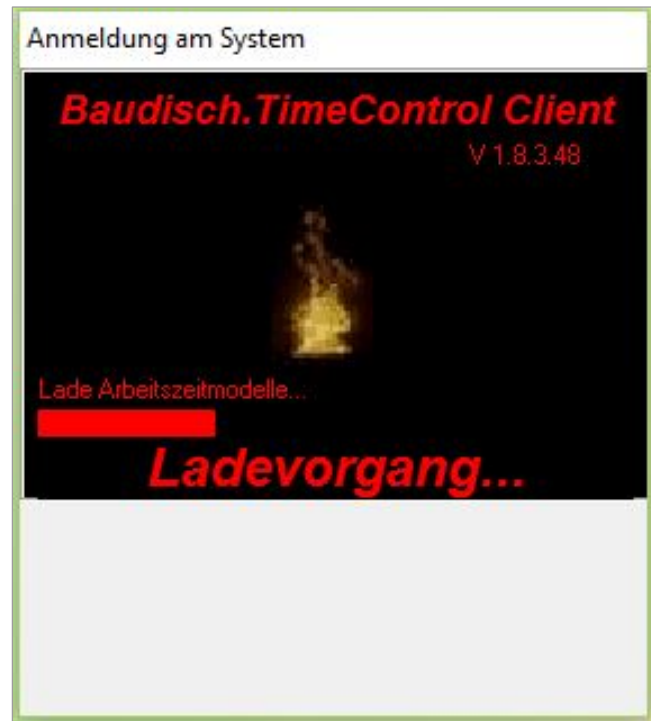 Anmeldung am System
Baudisch.TimeControl Client
V 1.8.3.48
Lade Arbeitszeitmodelle...
Ladevorgang...